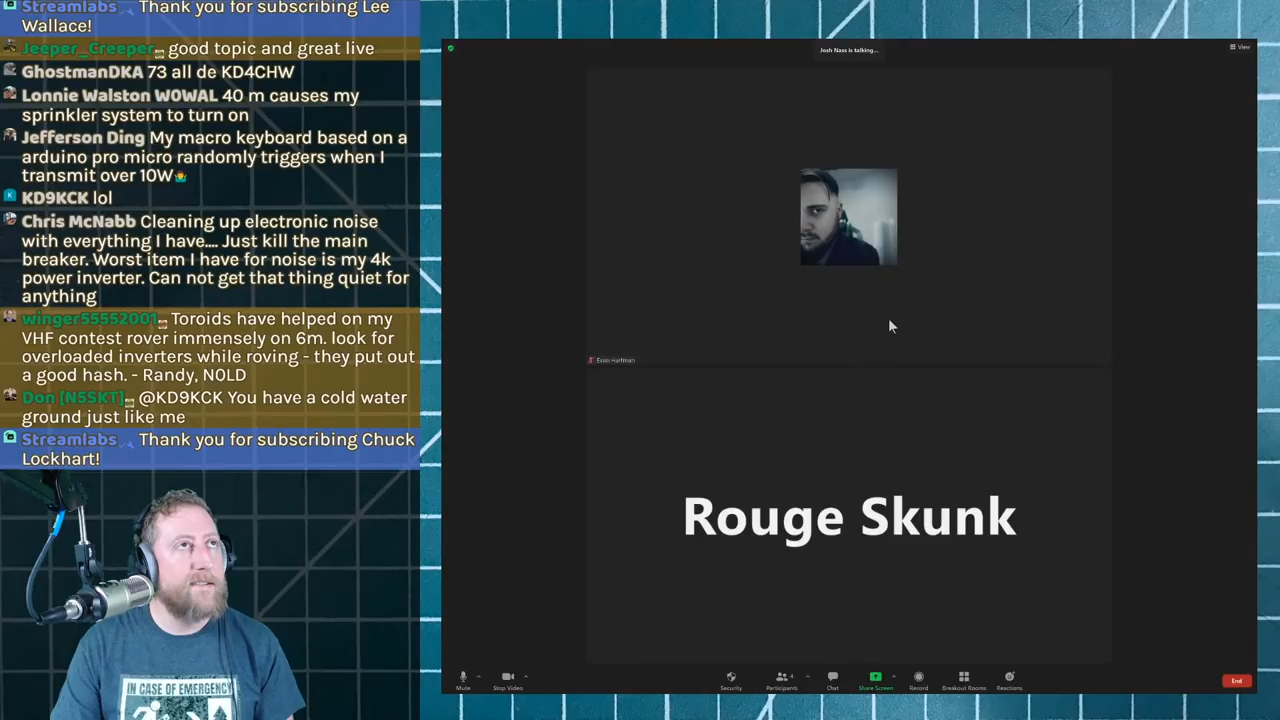 Streamlabs Thank you for subscribing Lee
Wallace!
Jeeper_Creeper good topic and great live
GhostmanDKA 73 all de KD4CHW
Lonnie Walston W0WAL 40 m causes my
sprinkler system to turn on
Jefferson Ding My macro keyboard based on a
arduino pro micro randomly triggers when I
transmit over 10W🤷‍♂️
K KD9KCK lol
Chris McNabb Cleaning up electronic noise
with everything I have.... Just kill the main
breaker. Worst item I have for noise is my 4k
power inverter. Can not get that thing quiet for
anything
winger55552001 Toroids have helped on my
VHF contest rover immensely on 6m. look for
overloaded inverters while roving - they put out
a good hash. - Randy, N0LD
Don [N5SKT] @KD9KCK You have a cold water
ground just like me
Streamlabs Thank you for subscribing Chuck
Lockhart!
IN CASE OF EMERGENCY
Josh Nass is talking...
View
Evan Hartman
Rouge Skunk
Mute
Stop Video
Security
4
Participants
Chat
Share Screen
Record
Breakout Rooms
Reactions
End